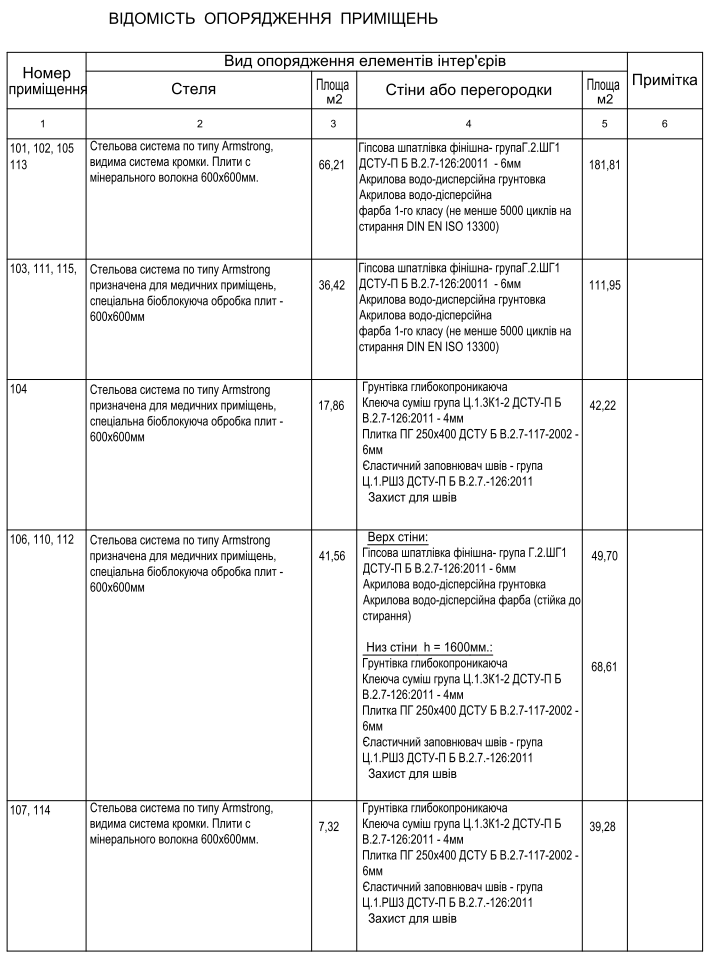 ВІДОМІСТЬ ОПОРЯДЖЕННЯ ПРИМІЩЕНЬ
Номер
приміщення
Вид опорядження елементів інтер'єрів
Стеля
Площа
м2
Стіни або перегородки
Площа
м2
Примітка
1
2
3
4
5
6
101, 102, 105
113
Стельова система по типу Armstrong,
видима система кромки. Плити с
мінерального волокна 600х600мм.
66,21
Гіпсова шпатлівка фінішна- групаГ.2.ШГ1
ДСТУ-П Б В.2.7-126:20011 - 6мм
Акрилова водо-дисперсійна грунтовка
Акрилова водо-дісперсійна
фарба 1-го класу (не менше 5000 циклів на
стирання DIN EN ISO 13300)
181,81
103, 111, 115,
Стельова система по типу Armstrong
призначена для медичних приміщень,
спеціальна біоблокуюча обробка плит -
600х600мм
36,42
Гіпсова шпатлівка фінішна- групаГ.2.ШГ1
ДСТУ-П Б В.2.7-126:20011 - 6мм
Акрилова водо-дисперсійна грунтовка
Акрилова водо-дісперсійна
фарба 1-го класу (не менше 5000 циклів на
стирання DIN EN ISO 13300)
111,95
104
Стельова система по типу Armstrong
призначена для медичних приміщень,
спеціальна біоблокуюча обробка плит -
600х600мм
17,86
Грунтівка глибокопроникаюча
Клеюча суміш група Ц.1.3К1-2 ДСТУ-П Б
В.2.7-126:2011 - 4мм
Плитка ПГ 250х400 ДСТУ Б В.2.7-117-2002 -
6мм
Єластичний заповнювач швів - група
Ц.1.РШ3 ДСТУ-П Б В.2.7.-126:2011
Захист для швів
42,22
106, 110, 112
Стельова система по типу Armstrong
призначена для медичних приміщень,
спеціальна біоблокуюча обробка плит -
600х600мм
41,56
Верх стіни:
Гіпсова шпатлівка фінішна- група Г.2.ШГ1
ДСТУ-П Б В.2.7-126:2011 - 6мм
Акрилова водо-дісперсійна грунтовка
Акрилова водо-дісперсійна фарба (стійка до
стирання)
49,70
Низ стіни h = 1600мм.:
Грунтівка глибокопроникаюча
Клеюча суміш група Ц.1.3К1-2 ДСТУ-П Б
В.2.7-126:2011 - 4мм
Плитка ПГ 250х400 ДСТУ Б В.2.7-117-2002 -
6мм
Єластичний заповнювач швів - група
Ц.1.РШ3 ДСТУ-П Б В.2.7.-126:2011
Захист для швів
68,61
107, 114
Стельова система по типу Armstrong,
видима система кромки. Плити с
мінерального волокна 600х600мм.
7,32
Грунтівка глибокопроникаюча
Клеюча суміш група Ц.1.3К1-2 ДСТУ-П Б
В.2.7-126:2011 - 4мм
Плитка ПГ 250х400 ДСТУ Б В.2.7-117-2002 -
6мм
Єластичний заповнювач швів - група
Ц.1.РШ3 ДСТУ-П Б В.2.7.-126:2011
Захист для швів
39,28